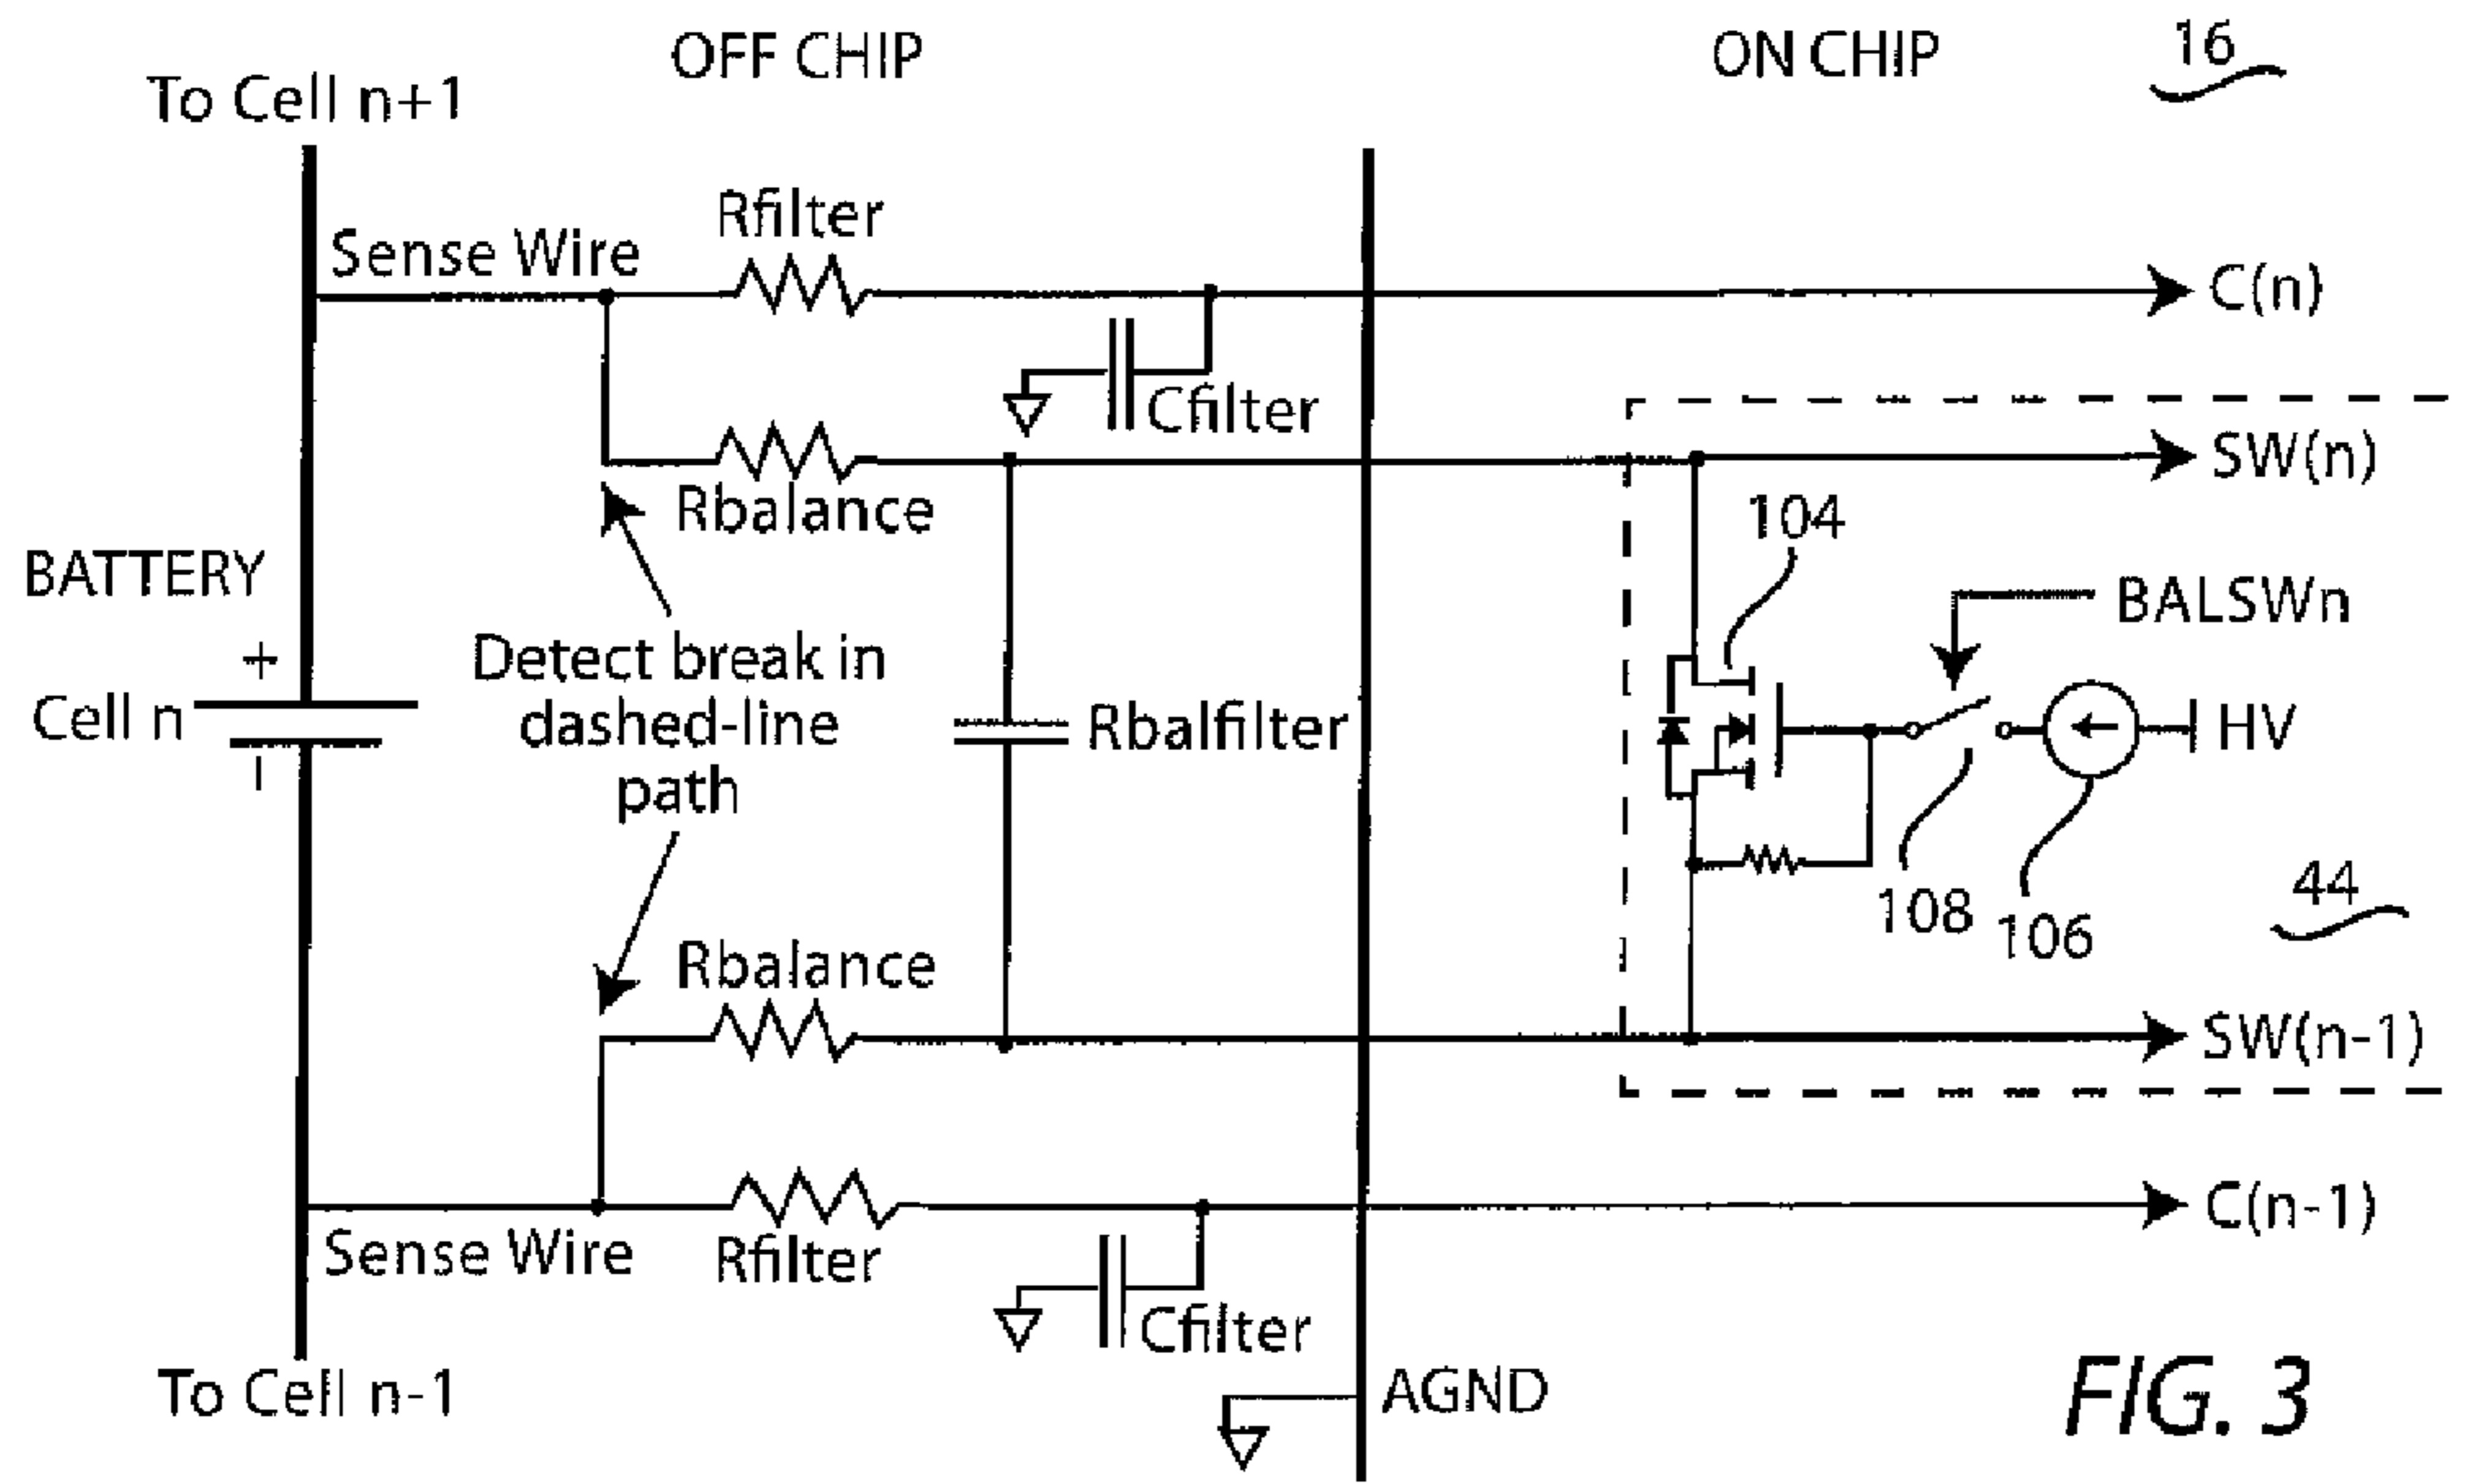 OFF CHIP
ON CHIP
16
To Cell n+1
Rfilter
Sense Wire
C(n)
Cfilter
SW(n)
Rbalance
104
BATTERY
BALSWn
+
Detect break in
dashed-line
path
Cell n
Rbalfilter
HV
-
108
106
44
Rbalance
SW(n-1)
C(n-1)
Sense Wire
Rfilter
Cfilter
To Cell n-1
AGND
FIG. 3